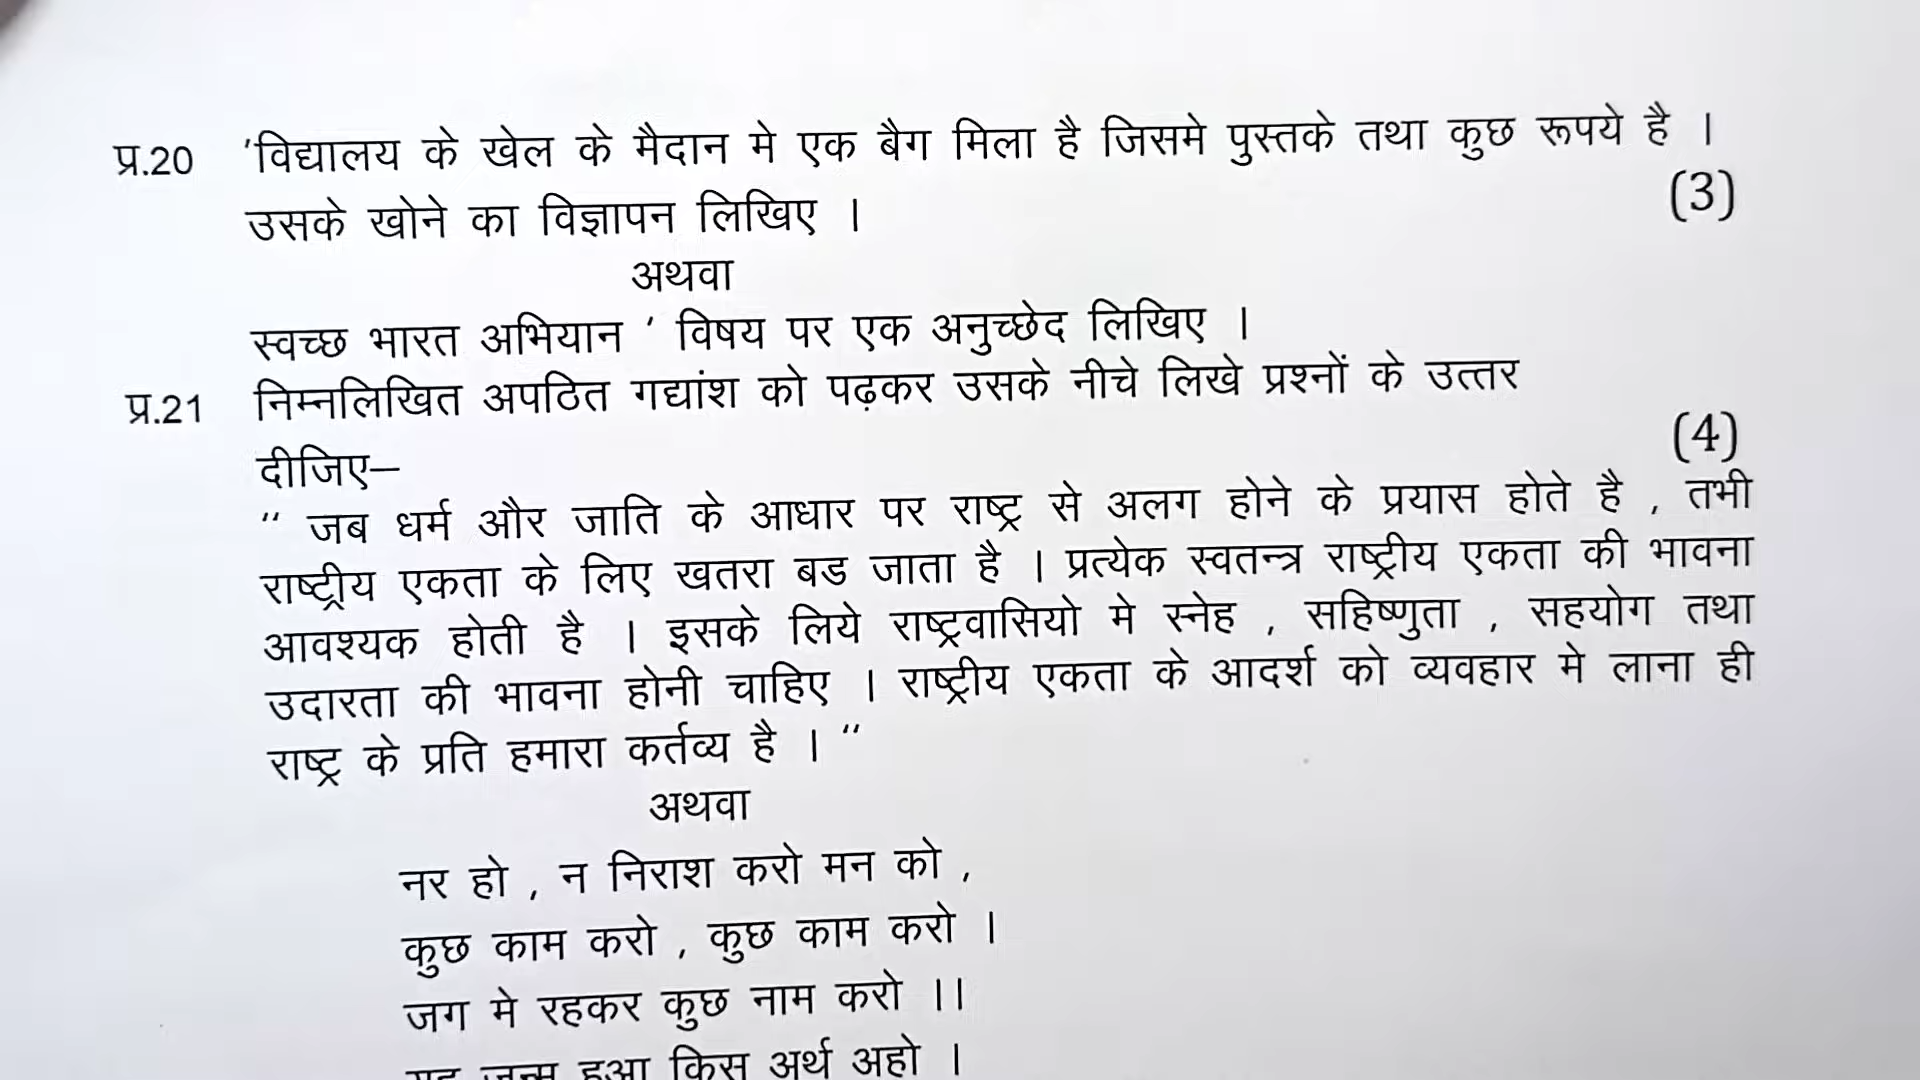 प्र.20 'विद्यालय के खेल के मैदान मे एक बैग मिला है जिसमे पुस्तके तथा कुछ रूपये है ।
उसके खोने का विज्ञापन लिखिए । (3)
अथवा
स्वच्छ भारत अभियान ' विषय पर एक अनुच्छेद लिखिए ।
प्र.21 निम्नलिखित अपठित गद्यांश को पढ़कर उसके नीचे लिखे प्रश्नों के उत्तर
दीजिए– (4)
" जब धर्म और जाति के आधार पर राष्ट्र से अलग होने के प्रयास होते है , तभी
राष्ट्रीय एकता के लिए खतरा बड जाता है । प्रत्येक स्वतन्त्र राष्ट्रीय एकता की भावना
आवश्यक होती है । इसके लिये राष्ट्रवासियो मे स्नेह , सहिष्णुता , सहयोग तथा
उदारता की भावना होनी चाहिए । राष्ट्रीय एकता के आदर्श को व्यवहार मे लाना ही
राष्ट्र के प्रति हमारा कर्तव्य है । "
अथवा
नर हो , न निराश करो मन को ,
कुछ काम करो , कुछ काम करो ।
जग मे रहकर कुछ नाम करो ।।
जन्म हुआ किस अर्थ अहो ।